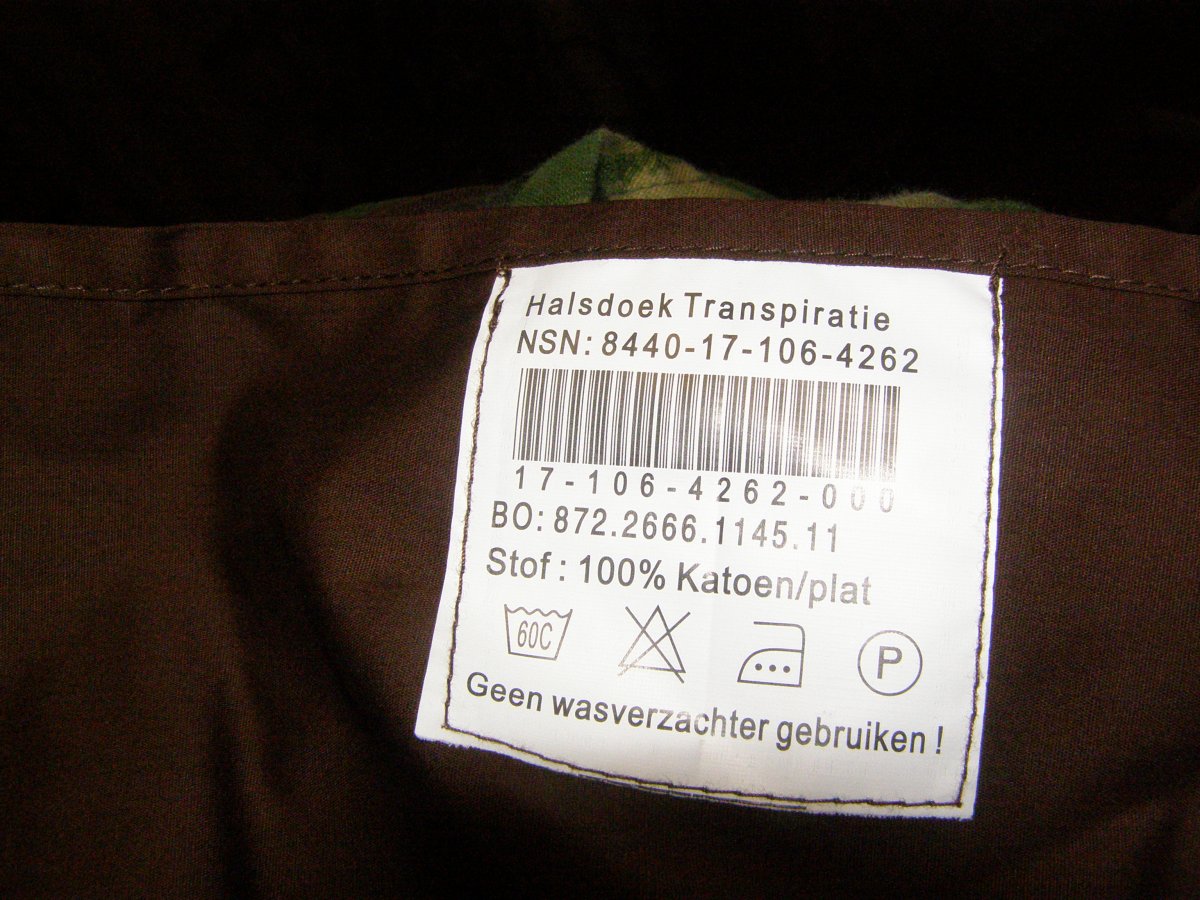 Halsdoek Transpiratie
NSN: 8440-17-106-4262
17-106-4262-000
BO: 872.2666.1145.11
Stof : 100% Katoen/plat
60C P
Geen wasverzachter gebruiken !